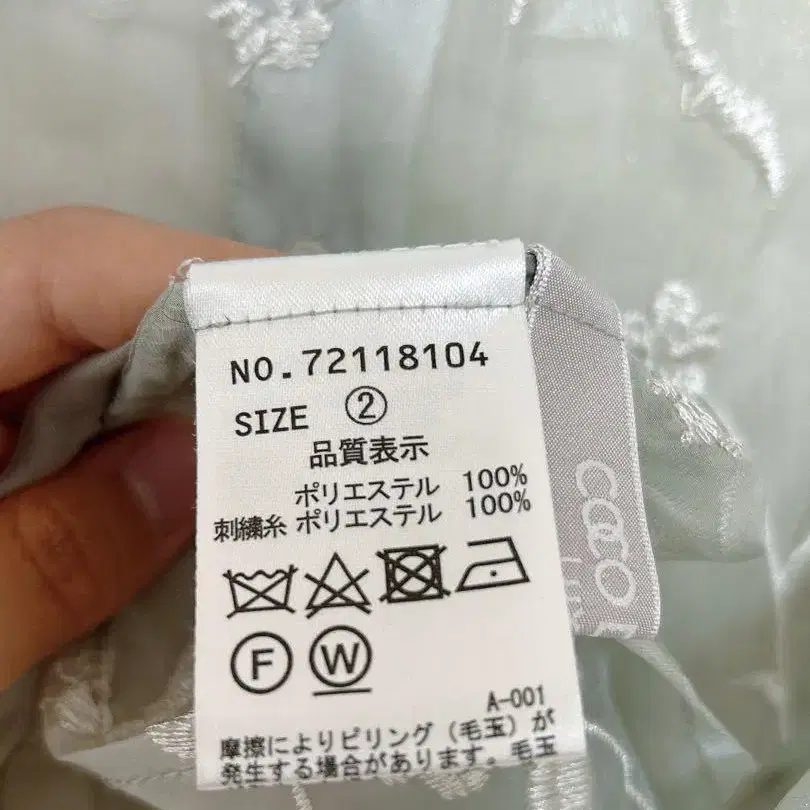 NO.72118104
SIZE ②
品質表示
ポリエステル 100%
刺繍糸 ポリエステル 100%
F W
A-001
摩擦によりピリング(毛玉)が
発生する場合があります。毛玉
coco